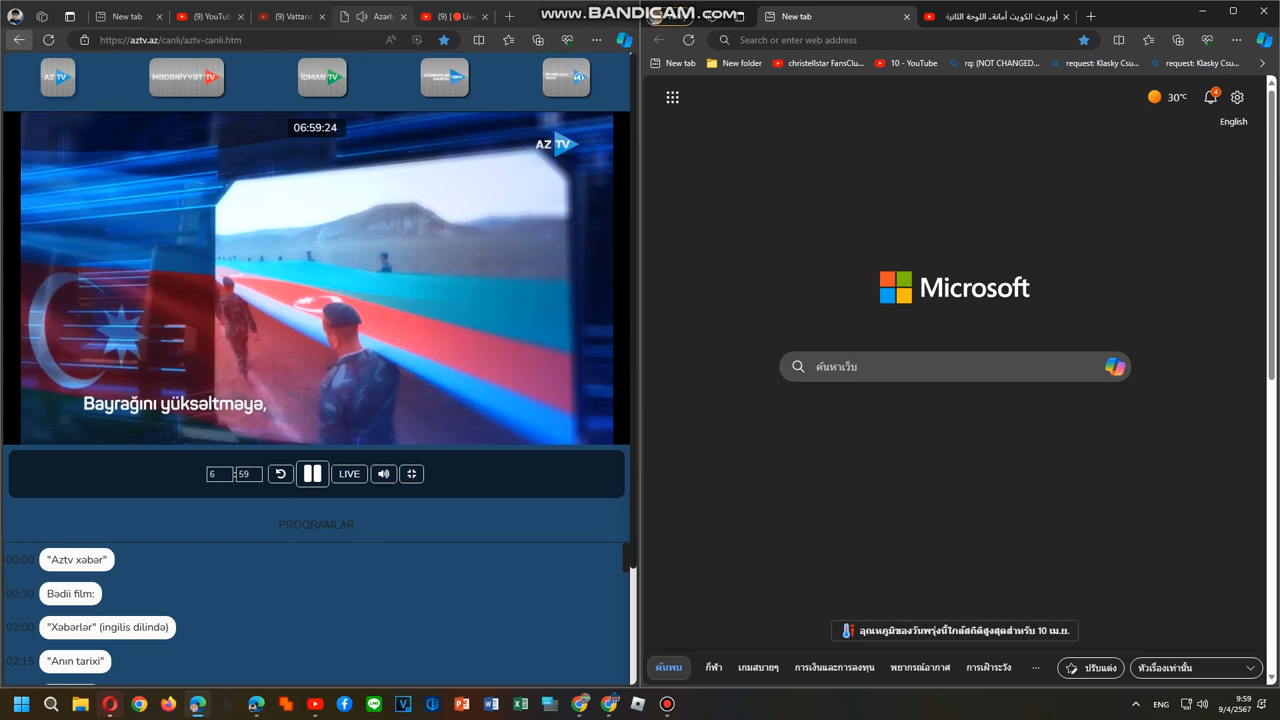 www.BANDICAM.com
New tab
(9) YouTub
Vattana
Azərb
(9) [🔴Live
https://aztv.az/canli/aztv-canli.htm
AZ TV
MƏDƏNİYYƏT TV
İDMAN TV
06:59:24
AZ TV
Bayrağını yüksəltməyə,
6 : 59
LIVE
PROQRAMLAR
00:00 "Aztv xəbər"
00:30 Bədii film:
02:00 "Xəbərlər" (ingilis dilində)
02:15 "Anın tarixi"
New tab
أوبريت الكويت أمانة.. اللوحة الثانية
Search or enter web address
New tab
New folder
christellstar FansClu...
10 - YouTube
rq: (NOT CHANGED...
request: Klasky Csu...
request: Klasky Csu...
30°C
4
English
Microsoft
ค้นหาเว็บ
อุณหภูมิของวันพรุ่งนี้ใกล้สถิติสูงสุดสำหรับ 10 เม.ย.
ค้นพบ
กีฬา
เกมสบายๆ
การเงินและการลงทุน
พยากรณ์อากาศ
การเฝ้าระวัง
...
ปรับแต่ง
หัวเรื่องเท่านั้น
ENG
9:59
9/4/2567